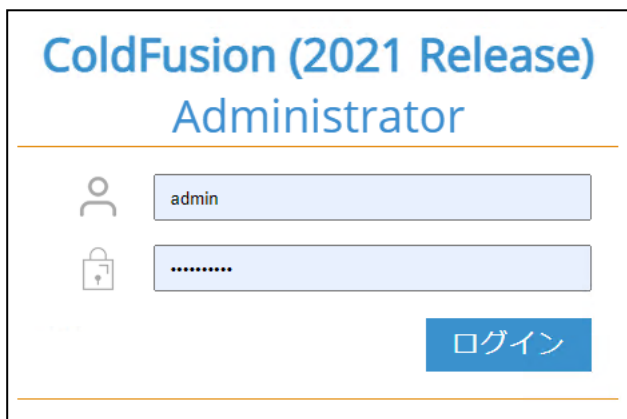 ColdFusion (2021 Release)
Administrator
admin
••••••••••
ログイン